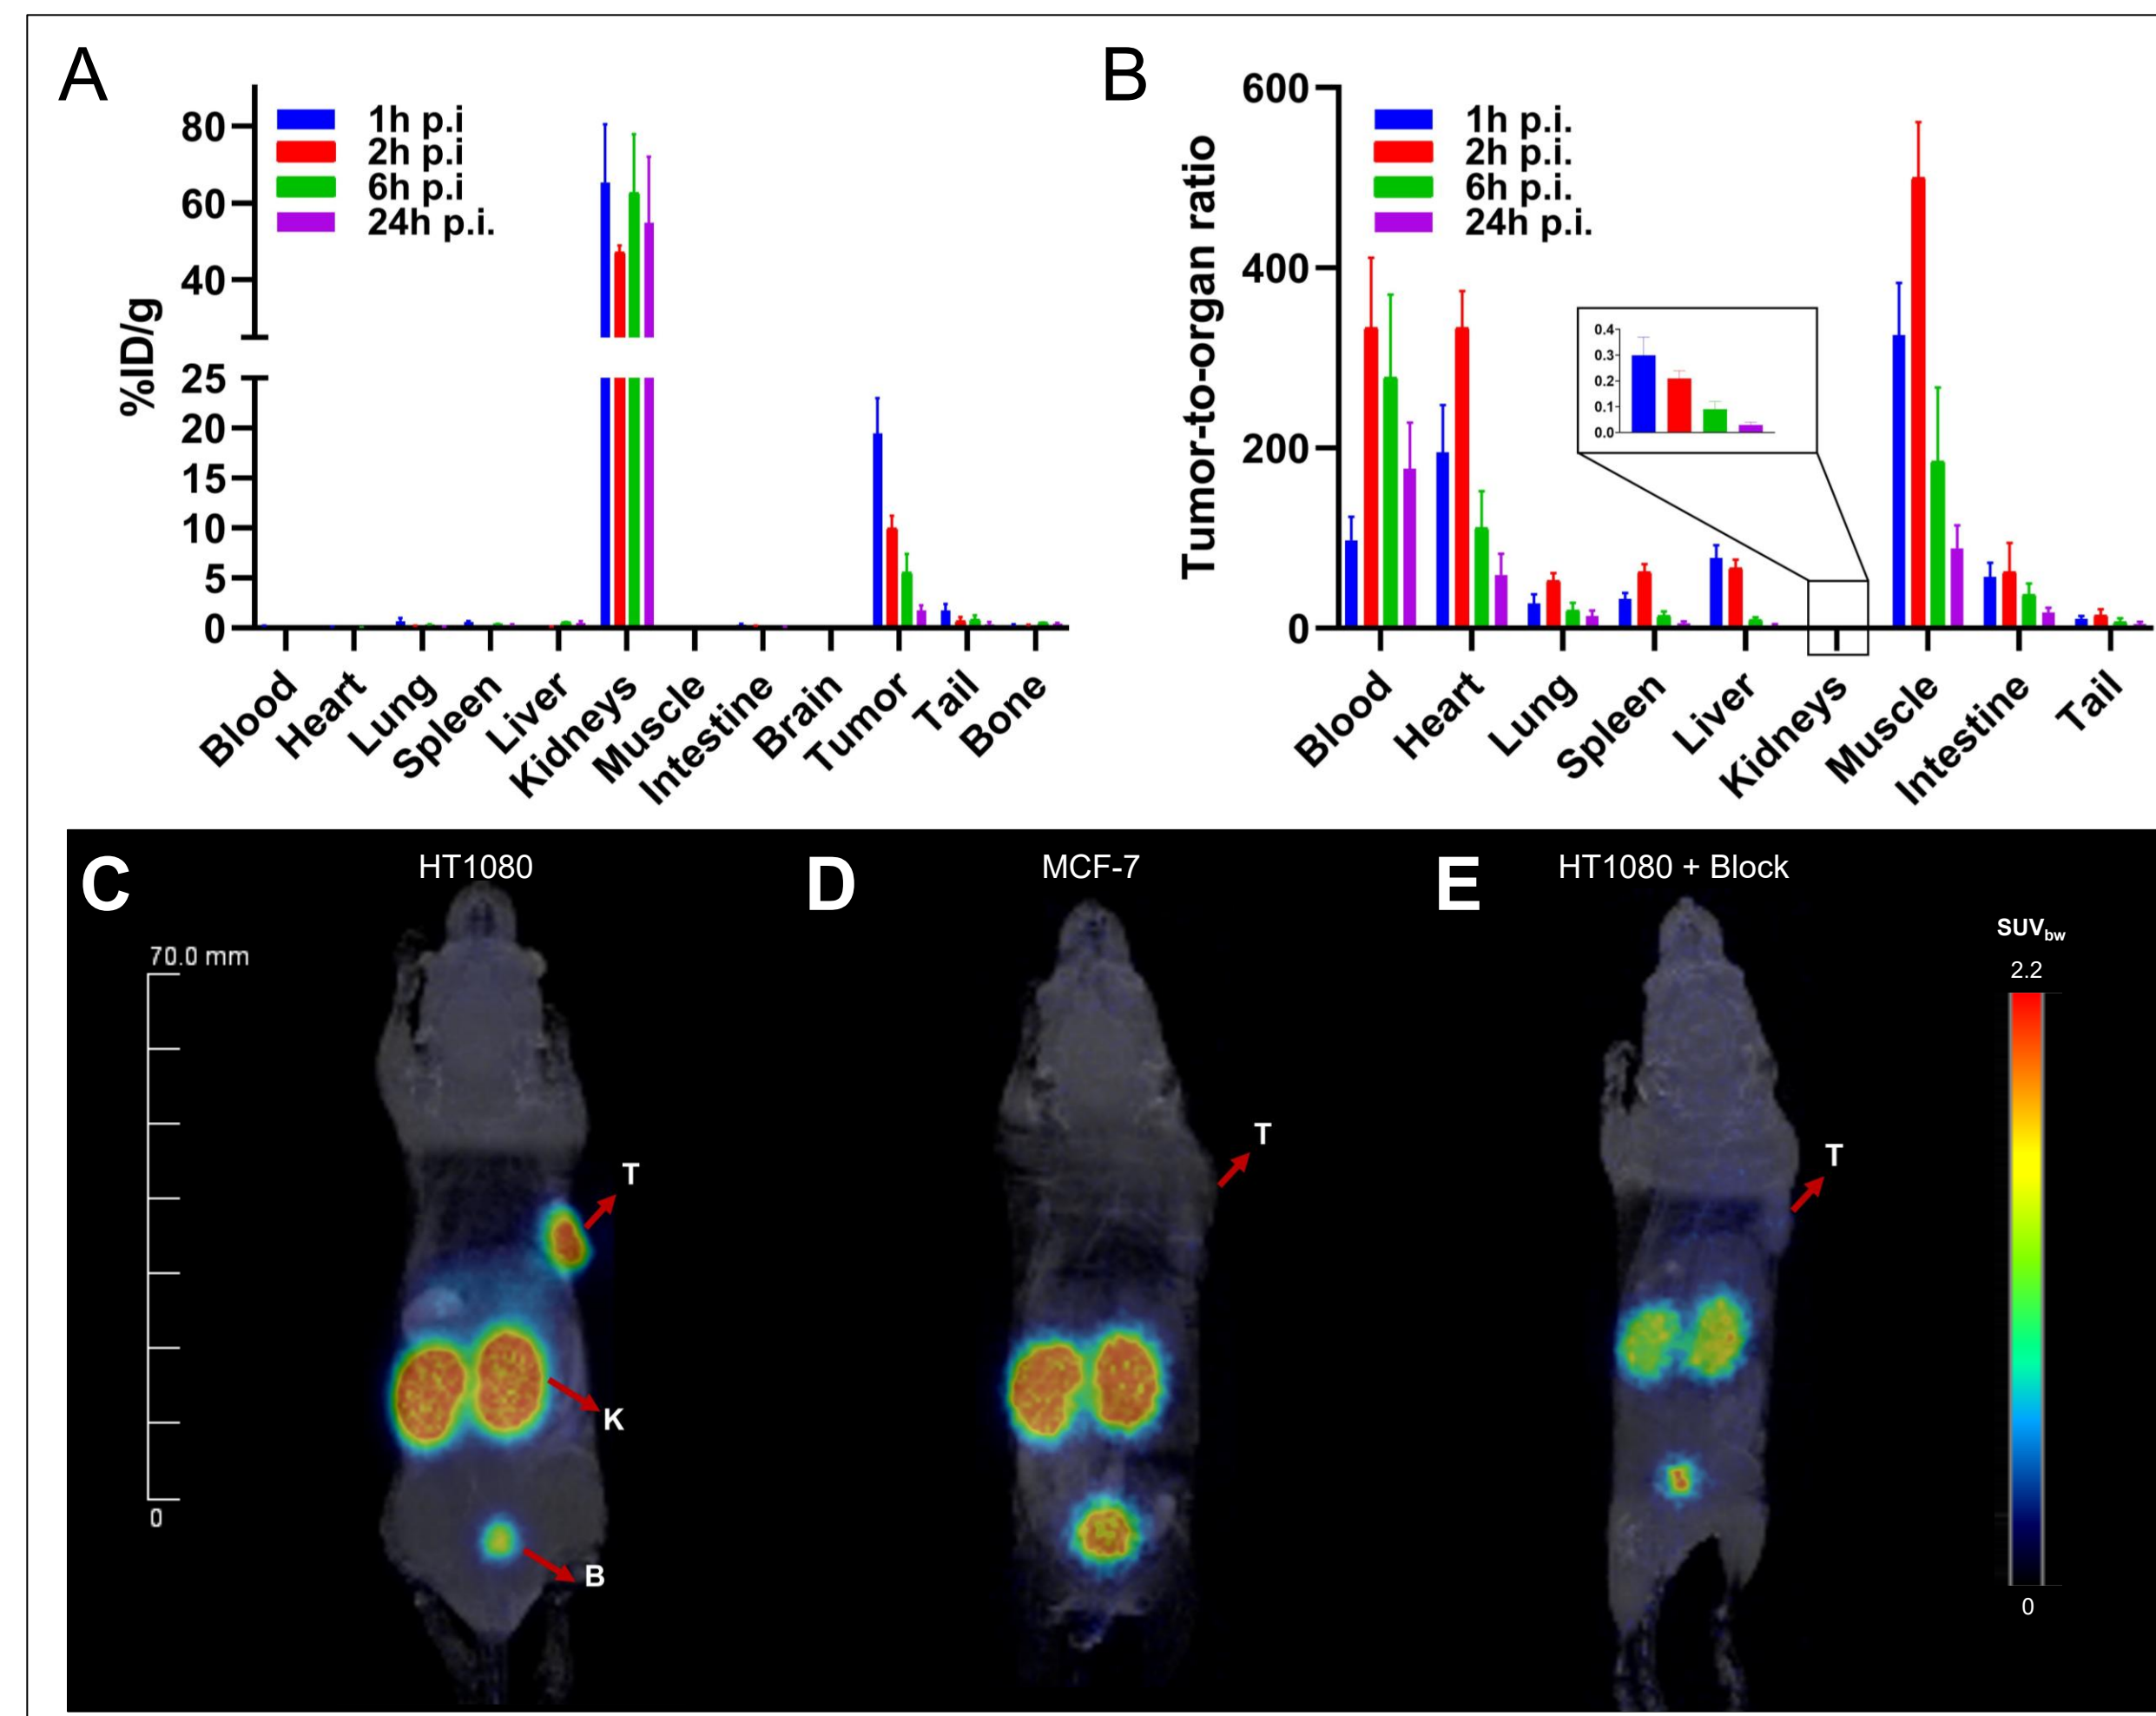 A
%ID/g
80
60
40
25
20
15
10
5
0
1h p.i
2h p.i
6h p.i
24h p.i.
Blood
Heart
Lung
Spleen
Liver
Kidneys
Muscle
Intestine
Brain
Tumor
Tail
Bone
B
Tumor-to-organ ratio
600
400
200
0
1h p.i.
2h p.i.
6h p.i.
24h p.i.
0.4
0.3
0.2
0.1
0.0
Blood
Heart
Lung
Spleen
Liver
Kidneys
Muscle
Intestine
Tail
C
HT1080
70.0 mm
0
T
K
B
D
MCF-7
T
E
HT1080 + Block
T
SUVbw
2.2
0